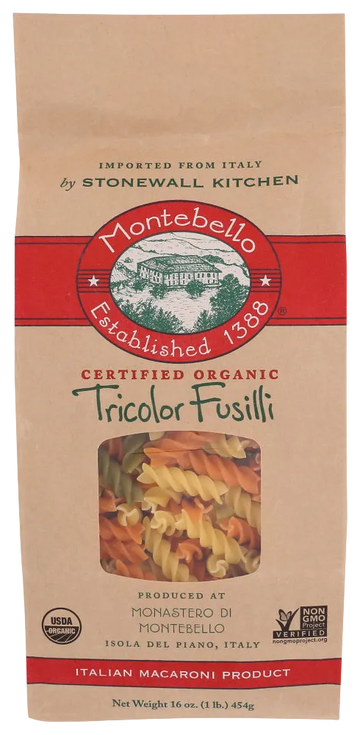 IMPORTED FROM ITALY
by STONEWALL KITCHEN
Montebello
Established 1388
®
CERTIFIED ORGANIC
Tricolor Fusilli
PRODUCED AT
MONASTERO DI
MONTEBELLO
ISOLA DEL PIANO, ITALY
USDA
ORGANIC
NON
GMO
Project
VERIFIED
nongmoproject.org
ITALIAN MACARONI PRODUCT
Net Weight 16 oz. (1 lb.) 454g